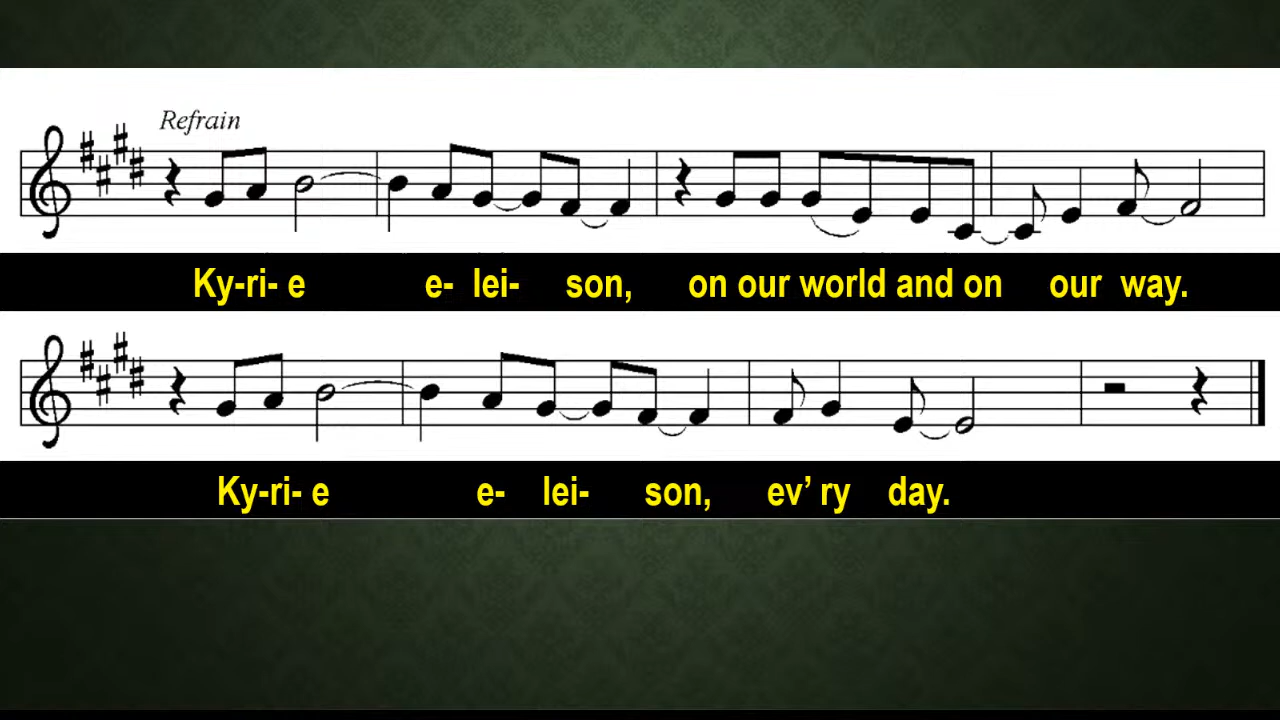 Refrain
Ky-ri- e e- lei- son, on our world and on our way.
Ky-ri- e e- lei- son, ev’ ry day.